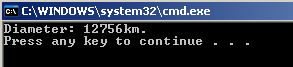 C:\WINDOWS\system32\cmd.exe
Diameter: 12756km.
Press any key to continue . . .